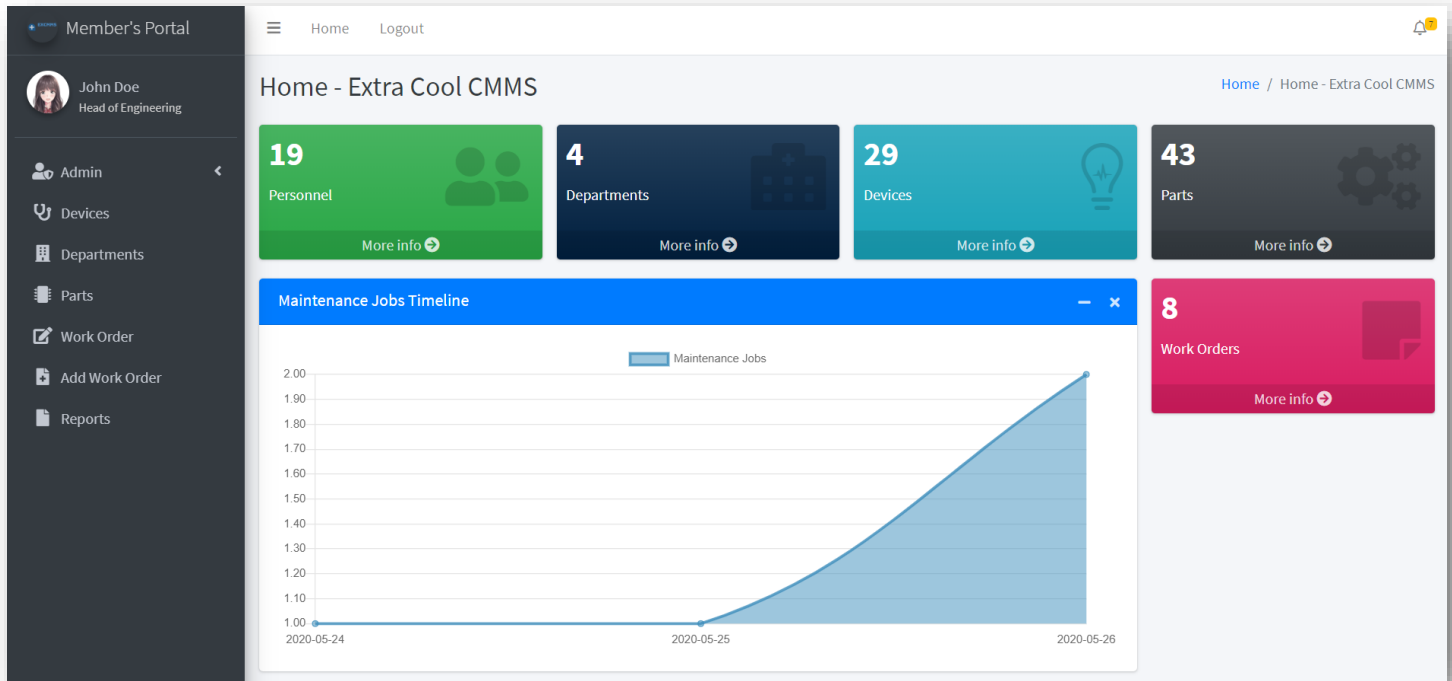 Member's Portal
Home Logout
7
John Doe
Head of Engineering
Admin
Devices
Departments
Parts
Work Order
Add Work Order
Reports
Home - Extra Cool CMMS
Home / Home - Extra Cool CMMS
19
Personnel
More info
4
Departments
More info
29
Devices
More info
43
Parts
More info
Maintenance Jobs Timeline
Maintenance Jobs
2.00
1.90
1.80
1.70
1.60
1.50
1.40
1.30
1.20
1.10
1.00
2020-05-24 2020-05-25 2020-05-26
8
Work Orders
More info